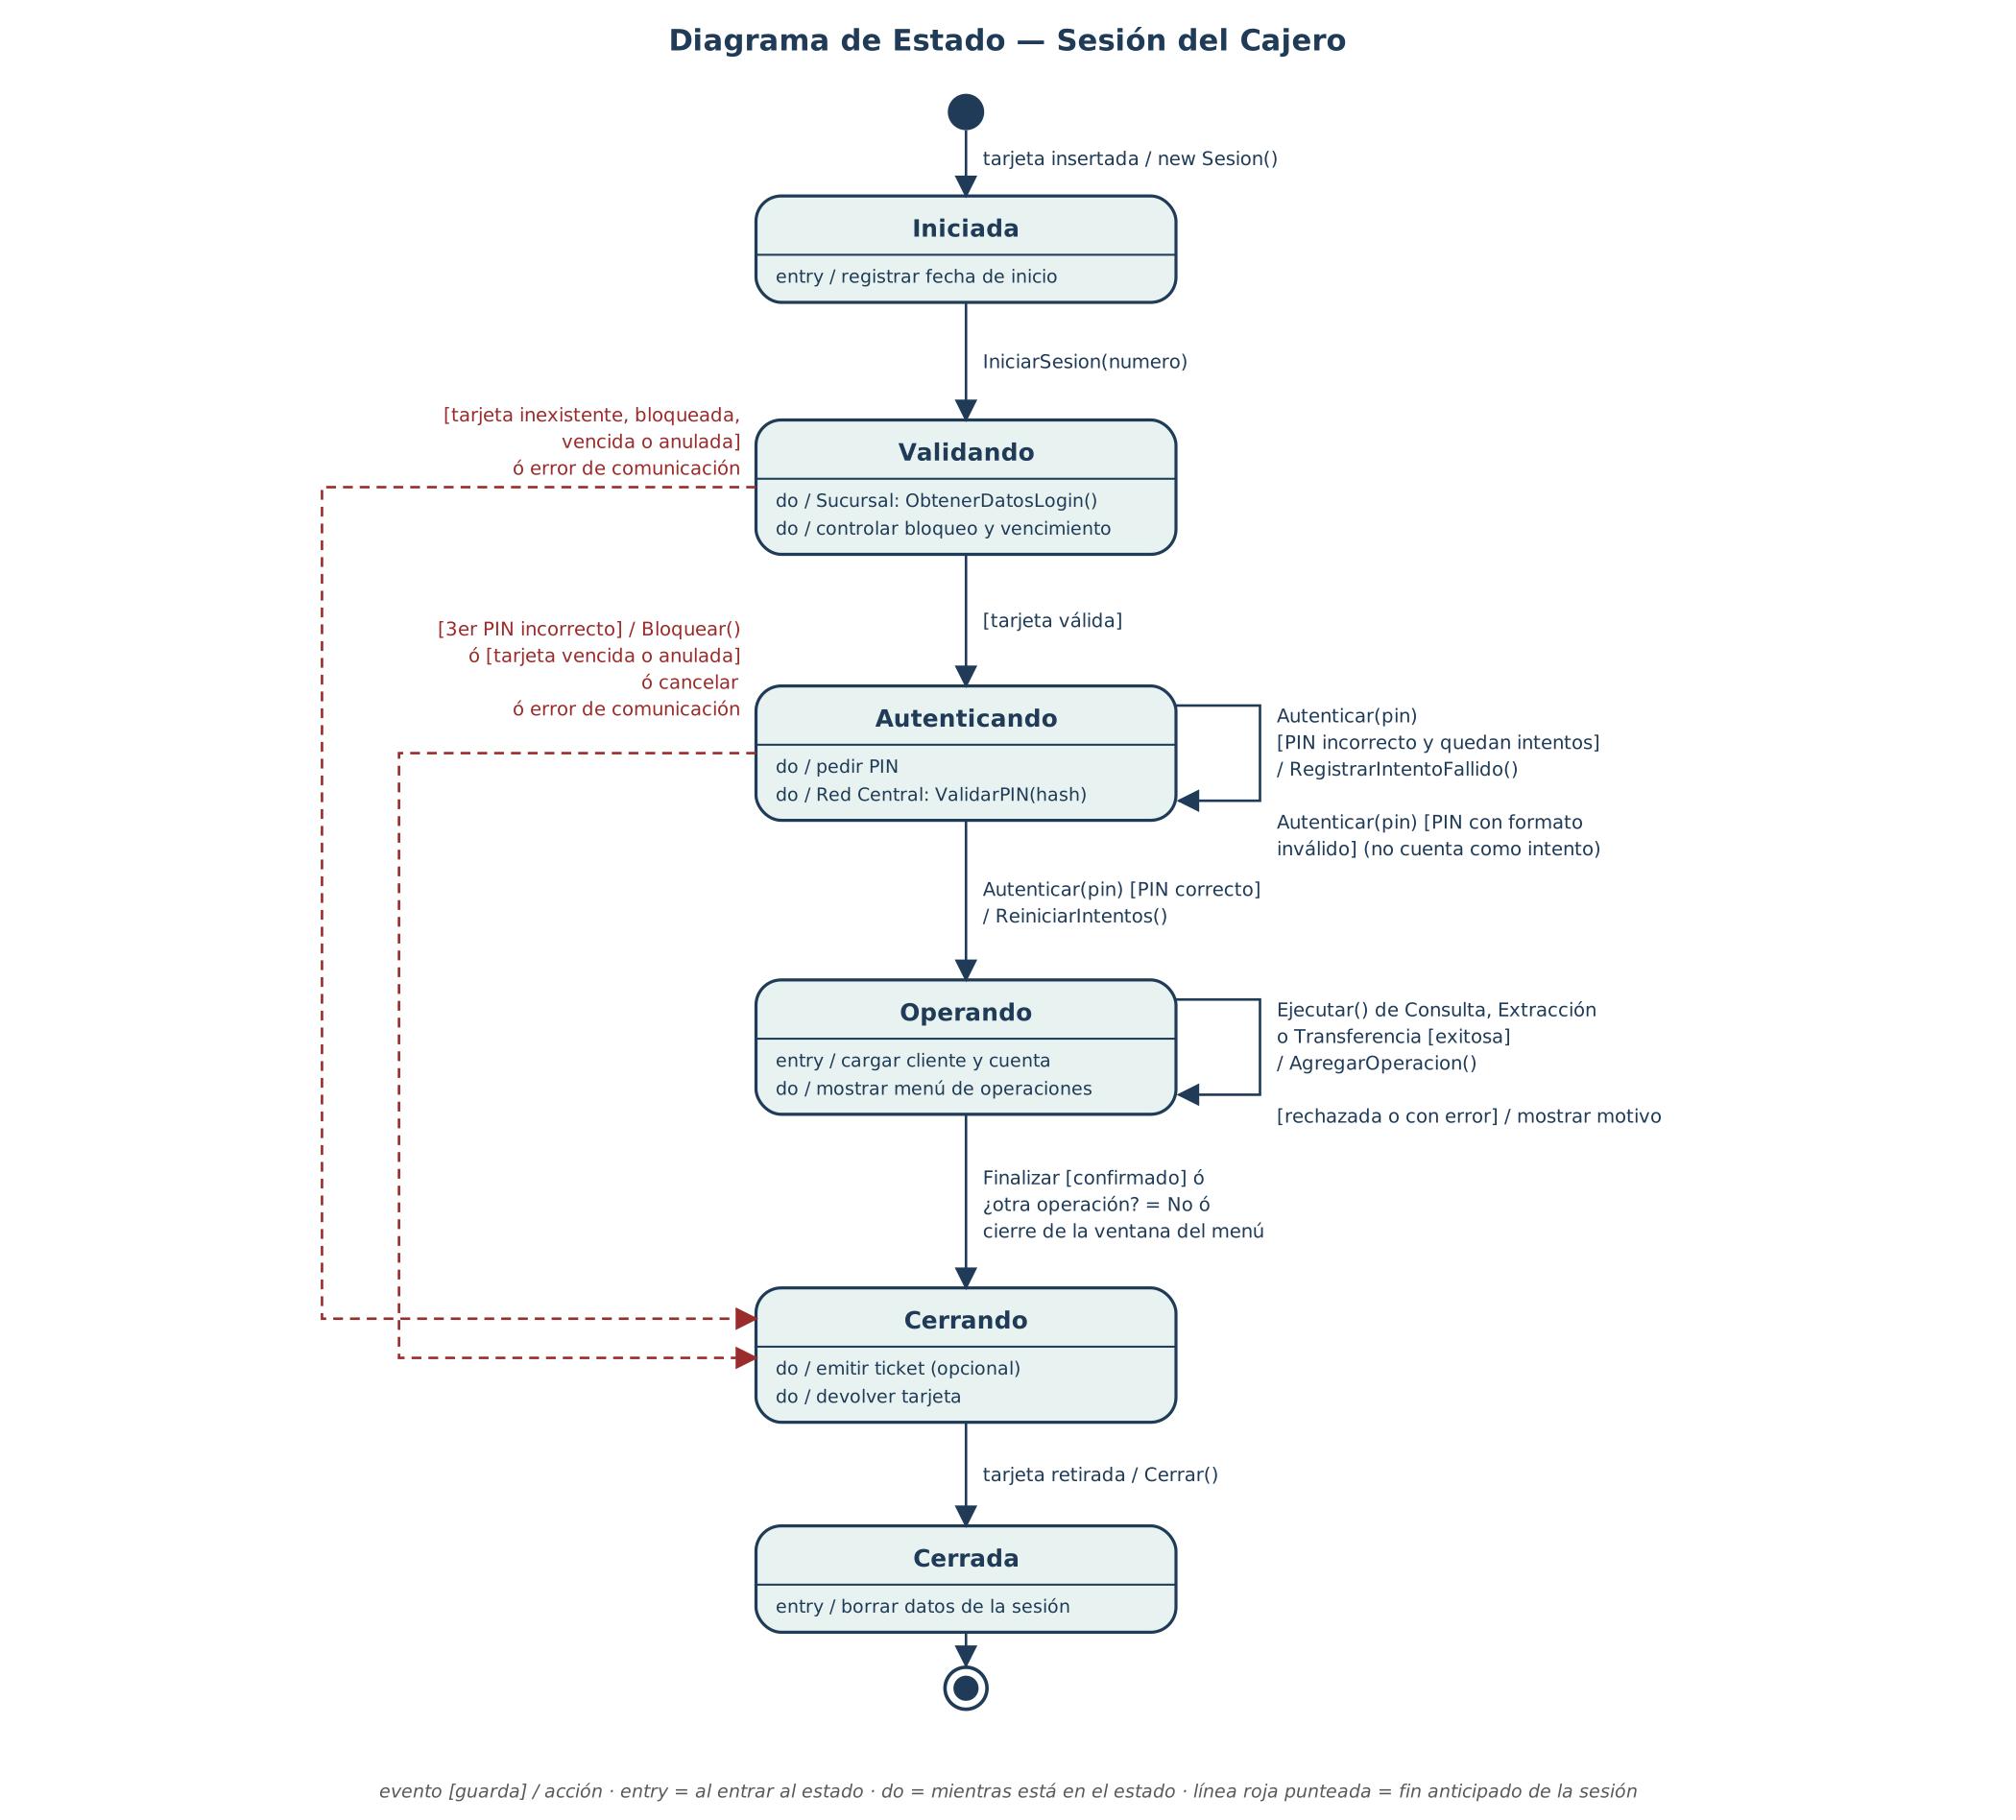 Diagrama de Estado — Sesión del Cajero
tarjeta insertada / new Sesion()
Iniciada
entry / registrar fecha de inicio
IniciarSesion(numero)
[tarjeta inexistente, bloqueada,
vencida o anulada]
ó error de comunicación
Validando
do / Sucursal: ObtenerDatosLogin()
do / controlar bloqueo y vencimiento
[tarjeta válida]
[3er PIN incorrecto] / Bloquear()
ó [tarjeta vencida o anulada]
ó cancelar
ó error de comunicación
Autenticando
do / pedir PIN
do / Red Central: ValidarPIN(hash)
Autenticar(pin)
[PIN incorrecto y quedan intentos]
/ RegistrarIntentoFallido()
Autenticar(pin) [PIN con formato
inválido] (no cuenta como intento)
Autenticar(pin) [PIN correcto]
/ ReiniciarIntentos()
Operando
entry / cargar cliente y cuenta
do / mostrar menú de operaciones
Ejecutar() de Consulta, Extracción
o Transferencia [exitosa]
/ AgregarOperacion()
[rechazada o con error] / mostrar motivo
Finalizar [confirmado] ó
¿otra operación? = No ó
cierre de la ventana del menú
Cerrando
do / emitir ticket (opcional)
do / devolver tarjeta
tarjeta retirada / Cerrar()
Cerrada
entry / borrar datos de la sesión
evento [guarda] / acción · entry = al entrar al estado · do = mientras está en el estado · línea roja punteada = fin anticipado de la sesión